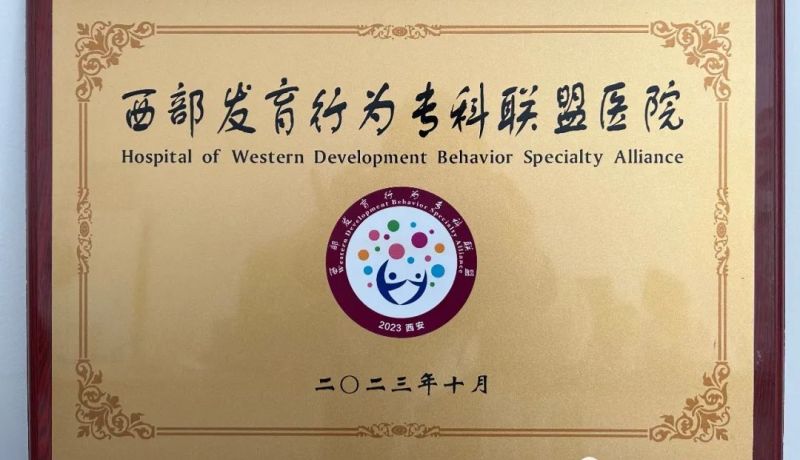 西部发育行为专科联盟医院
Hospital of Western Development Behavior Specialty Alliance
西部发育行为专科联盟
Western Development Behavior Specialty Alliance
2023 西安
二〇二三年十月